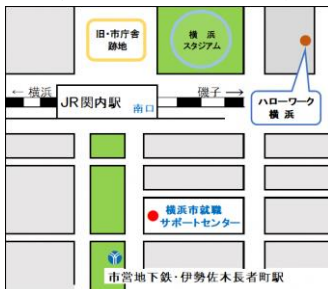 旧・市庁舎
跡地
横 浜
スタジアム
ハローワーク
横浜
← 横浜
JR関内駅
南口
磯子 →
横浜市就職
サポートセンター
市営地下鉄・伊勢佐木長者町駅